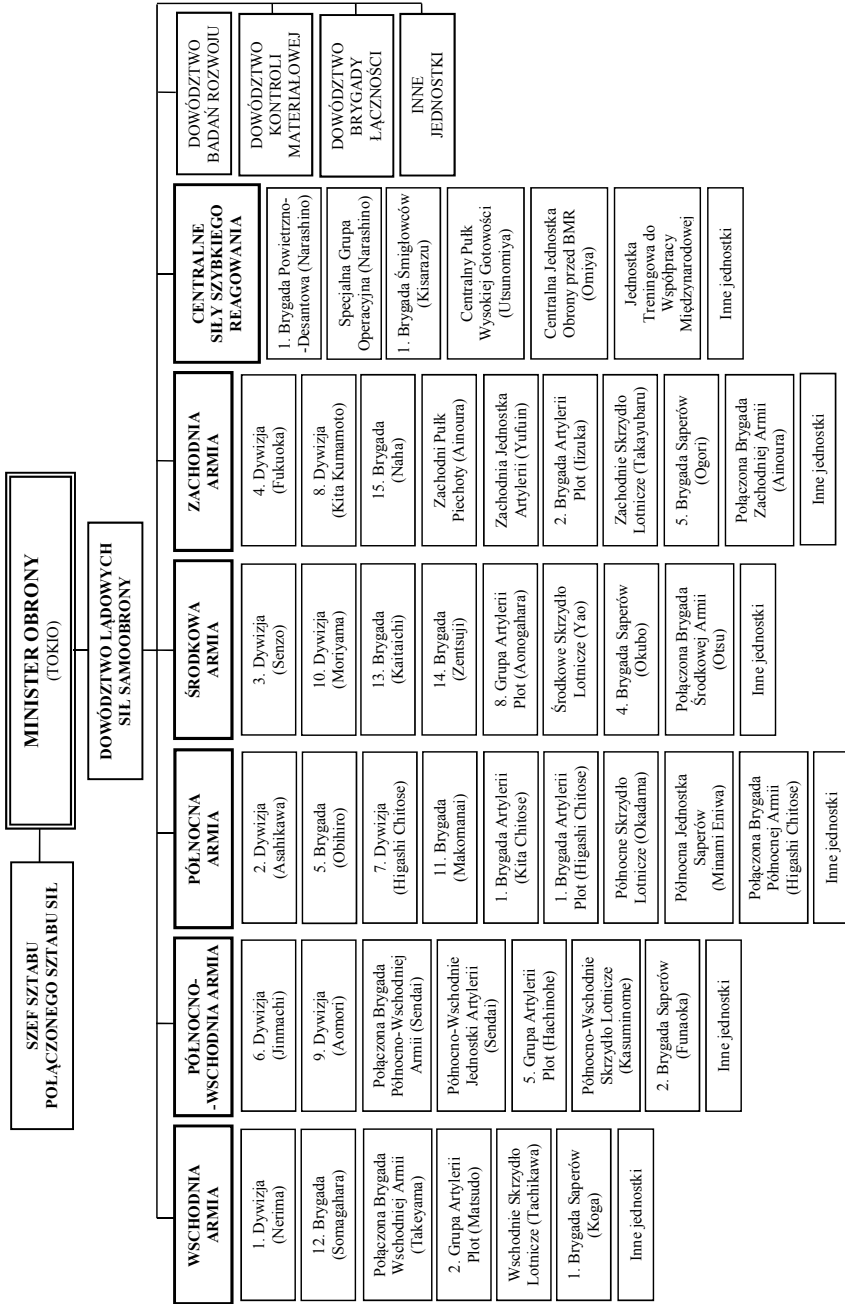 SZEF SZTABU
POŁĄCZONEGO SZTABU SIŁ
MINISTER OBRONY
(TOKIO)
DOWÓDZTWO LĄDOWYCH
SIŁ SAMOOBRONY
WSCHODNIA
ARMIA
1. Dywizja
(Nerima)
12. Brygada
(Somagahara)
Połączona Brygada
Wschodniej Armii
(Takeyama)
2. Grupa Artylerii
Plot (Matsudo)
Wschodnie Skrzydło
Lotnicze (Tachikawa)
1. Brygada Saperów
(Koga)
Inne jednostki
PÓŁNOCNO-
-WSCHODNIA ARMIA
6. Dywizja
(Jinmachi)
9. Dywizja
(Aomori)
Połączona Brygada
Północno-Wschodniej
Armii (Sendai)
Północno-Wschodnie
Jednostki Artylerii
(Sendai)
5. Grupa Artylerii
Plot (Hachinohe)
Północno-Wschodnie
Skrzydło Lotnicze
(Kasuminome)
2. Brygada Saperów
(Funaoka)
Inne jednostki
PÓŁNOCNA
ARMIA
2. Dywizja
(Asahikawa)
5. Brygada
(Obihiro)
7. Dywizja
(Higashi Chitose)
11. Brygada
(Makomanai)
1. Brygada Artylerii
(Kita Chitose)
1. Brygada Artylerii
Plot (Higashi Chitose)
Północne Skrzydło
Lotnicze (Okadama)
Północna Jednostka
Saperów
(Minami Eniwa)
Połączona Brygada
Północnej Armii
(Higashi Chitose)
Inne jednostki
ŚRODKOWA
ARMIA
3. Dywizja
(Senzo)
10. Dywizja
(Moriyama)
13. Brygada
(Kaitaichi)
14. Brygada
(Zentsuji)
8. Grupa Artylerii
Plot (Aonogahara)
Środkowe Skrzydło
Lotnicze (Yao)
4. Brygada Saperów
(Okubo)
Połączona Brygada
Środkowej Armii
(Otsu)
Inne jednostki
ZACHODNIA
ARMIA
4. Dywizja
(Fukuoka)
8. Dywizja
(Kita Kumamoto)
15. Brygada
(Naha)
Zachodni Pułk
Piechoty (Ainoura)
Zachodnia Jednostka
Artylerii (Yufuin)
2. Brygada Artylerii
Plot (Iizuka)
Zachodnie Skrzydło
Lotnicze (Takayubaru)
5. Brygada Saperów
(Ogori)
Połączona Brygada
Zachodniej Armii
(Ainoura)
Inne jednostki
CENTRALNE
SIŁY SZYBKIEGO
REAGOWANIA
1. Brygada Powietrzno-
-Desantowa (Narashino)
Specjalna Grupa
Operacyjna (Narashino)
1. Brygada Śmigłowców
(Kisarazu)
Centralny Pułk
Wysokiej Gotowości
(Utsunomiya)
Centralna Jednostka
Obrony przed BMR
(Omiya)
Jednostka
Treningowa do
Współpracy
Międzynarodowej
Inne jednostki
DOWÓDZTWO
BADAŃ ROZWOJU
DOWÓDZTWO
KONTROLI
MATERIAŁOWEJ
DOWÓDZTWO
BRYGADY
ŁĄCZNOŚCI
INNE
JEDNOSTKI